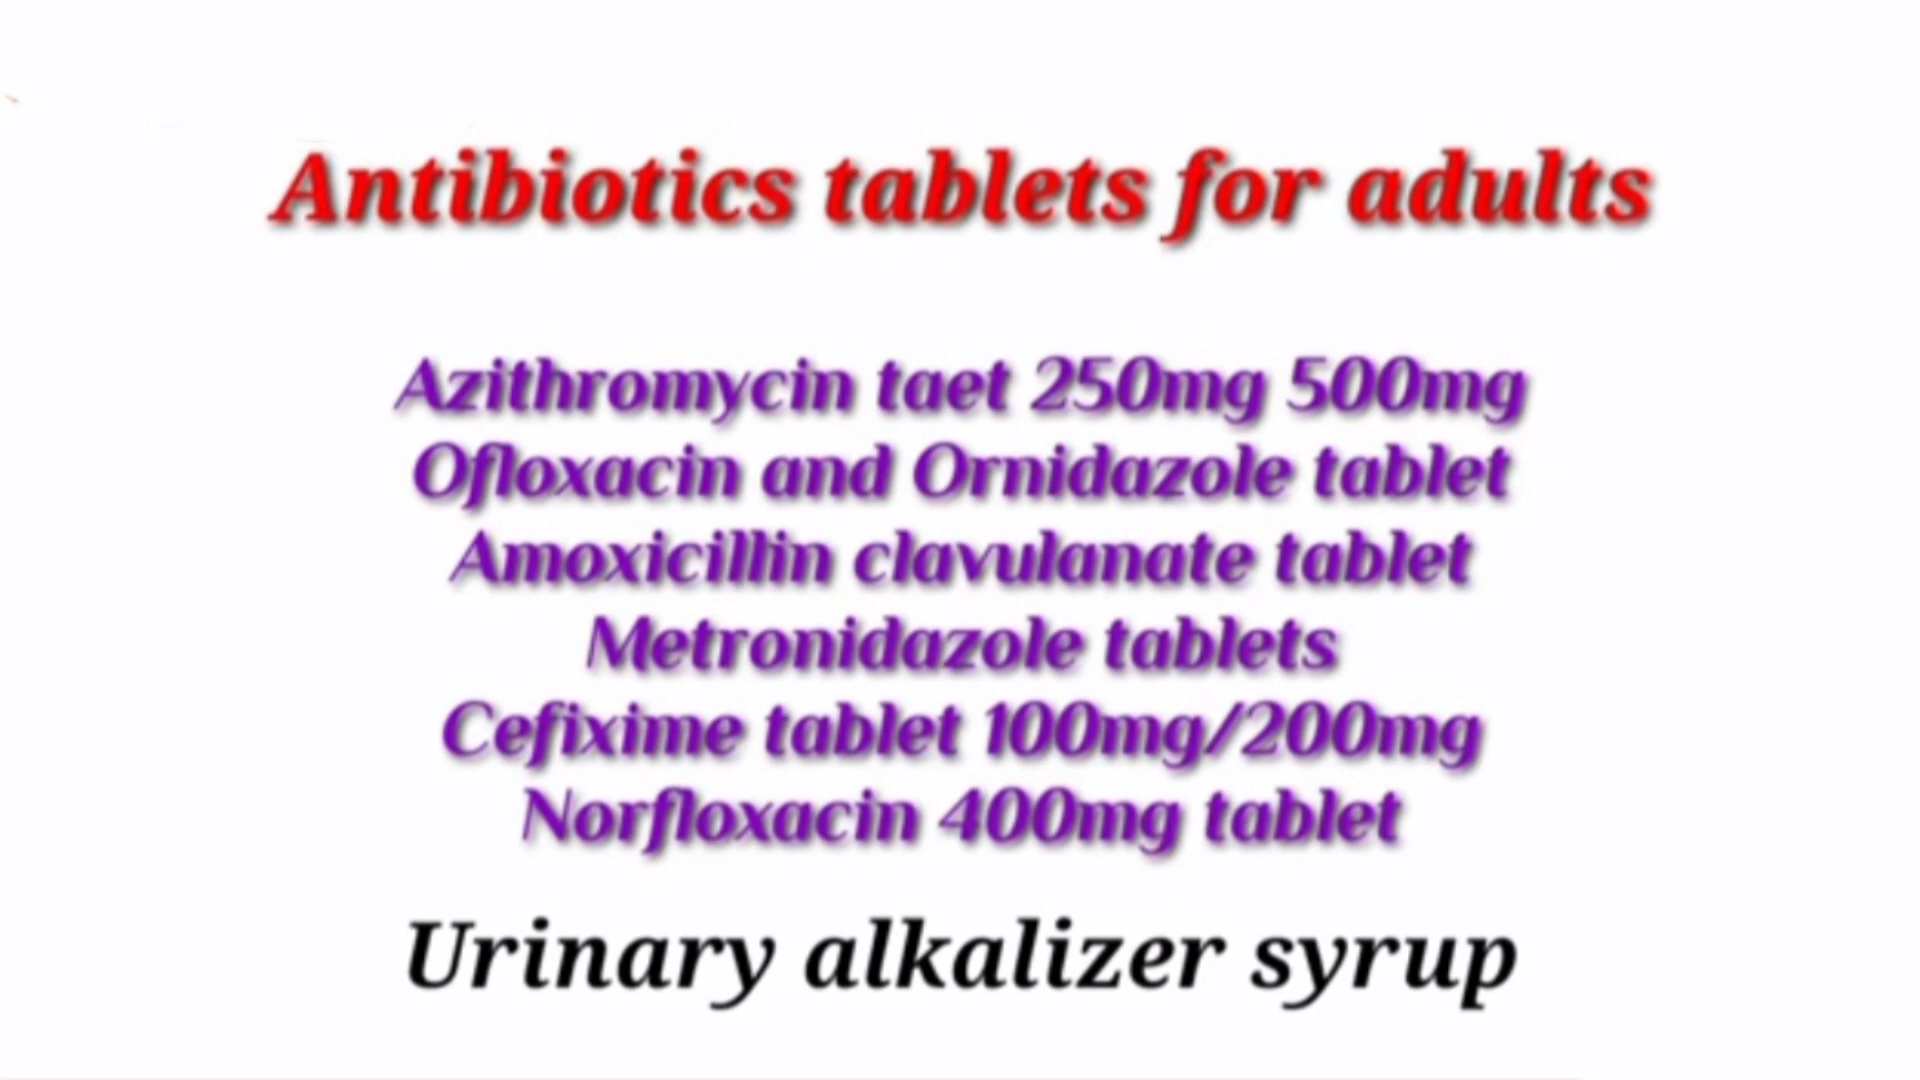 Antibiotics tablets for adults
Azithromycin taet 250mg 500mg
Ofloxacin and Ornidazole tablet
Amoxicillin clavulanate tablet
Metronidazole tablets
Cefixime tablet 100mg/200mg
Norfloxacin 400mg tablet
Urinary alkalizer syrup